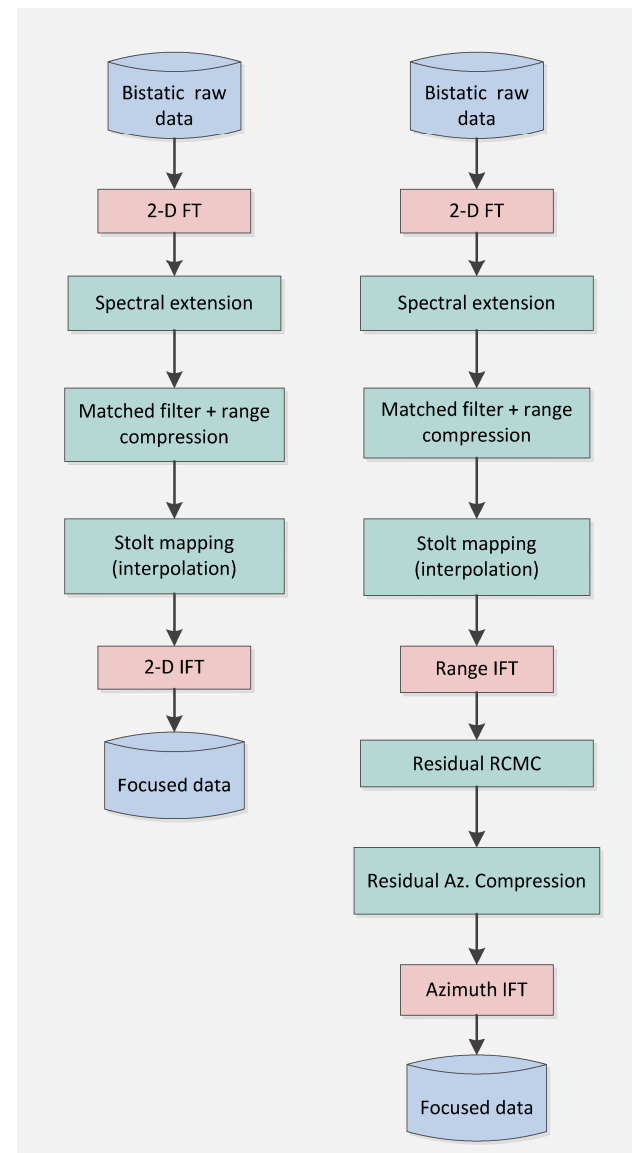 Bistatic raw
data
2-D FT
Spectral extension
Matched filter + range
compression
Stolt mapping
(interpolation)
2-D IFT
Focused data
Bistatic raw
data
2-D FT
Spectral extension
Matched filter + range
compression
Stolt mapping
(interpolation)
Range IFT
Residual RCMC
Residual Az. Compression
Azimuth IFT
Focused data